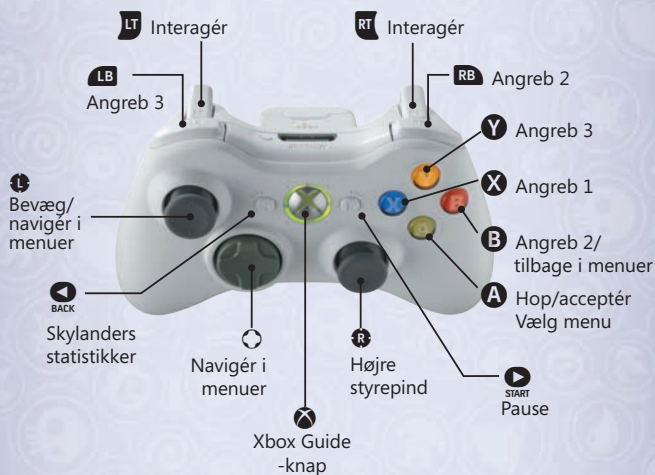 LT Interagér
RT Interagér
LB
Angreb 3
RB Angreb 2
Y Angreb 3
X Angreb 1
B Angreb 2/
tilbage i menuer
A Hop/acceptér
Vælg menu
L
Bevæg/
navigér i
menuer
BACK
Skylanders
statistikker
Navigér i
menuer
Xbox Guide
-knap
R
Højre
styrepind
START
Pause
Y
X
B
A